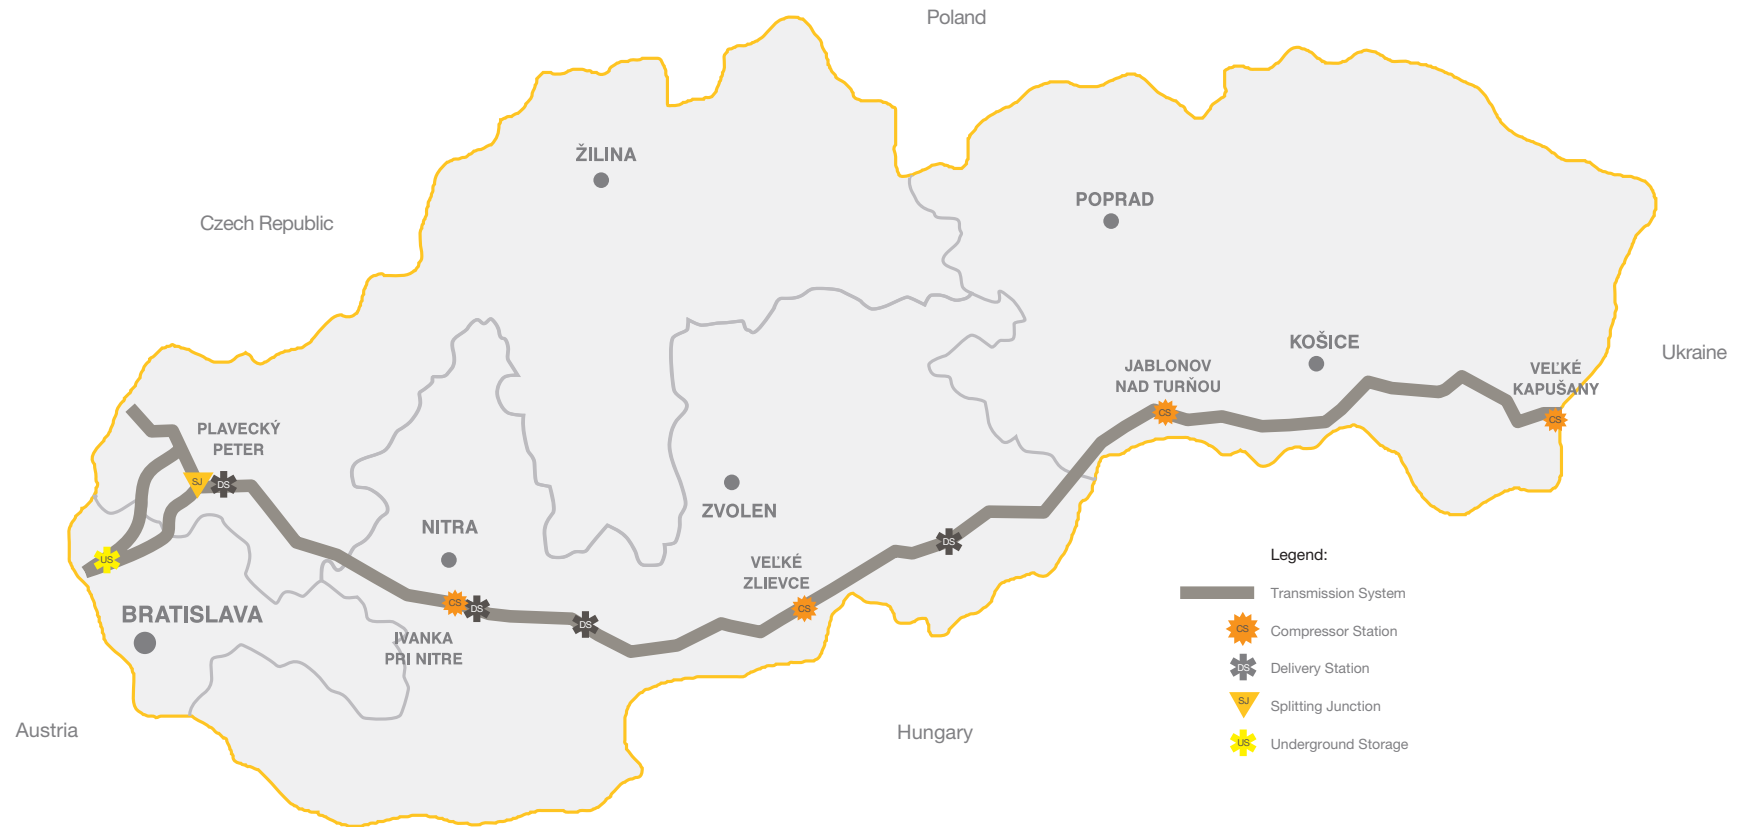 Poland
ŽILINA
POPRAD
Czech Republic
KOŠICE
Ukraine
JABLONOV
NAD TURŇOU
VEĽKÉ
KAPUŠANY
CS
CS
PLAVECKÝ
PETER
SJ
DS
NITRA
ZVOLEN
DS
US
VEĽKÉ
ZLIEVCE
CS
CS
DS
DS
BRATISLAVA
IVANKA
PRI NITRE
Austria
Hungary
Legend:
Transmission System
CS Compressor Station
DS Delivery Station
SJ Splitting Junction
US Underground Storage